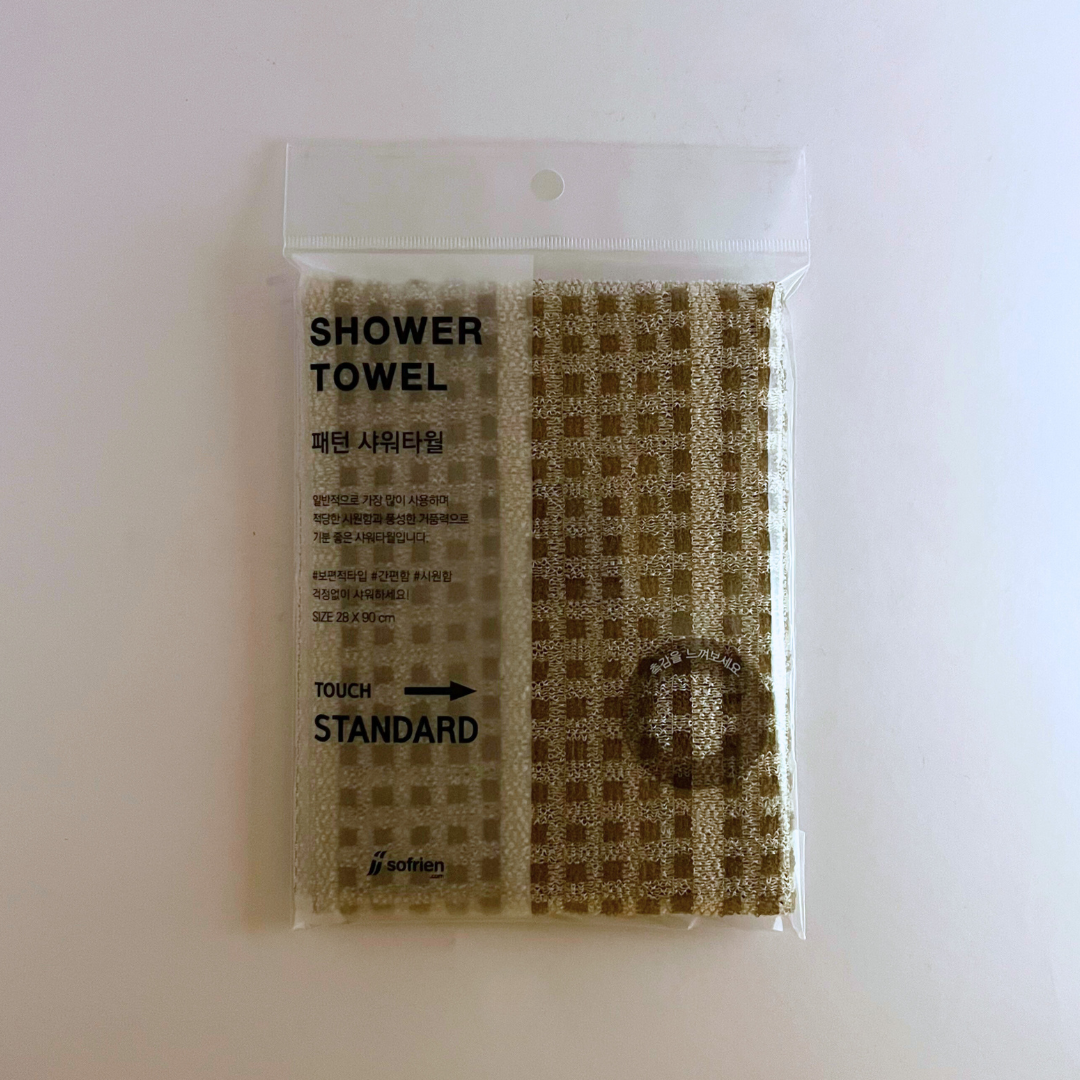 SHOWER
TOWEL
패턴 샤워타월
일반적으로 가장 많이 사용하며
적당한 시원함과 풍성한 거품력으로
기분 좋은 샤워타월입니다.
#보편적타입 #간편함 #시원함
걱정없이 샤워하세요!
SIZE 28 X 90 cm
촉감을 느껴보세요
TOUCH
STANDARD
sofrien